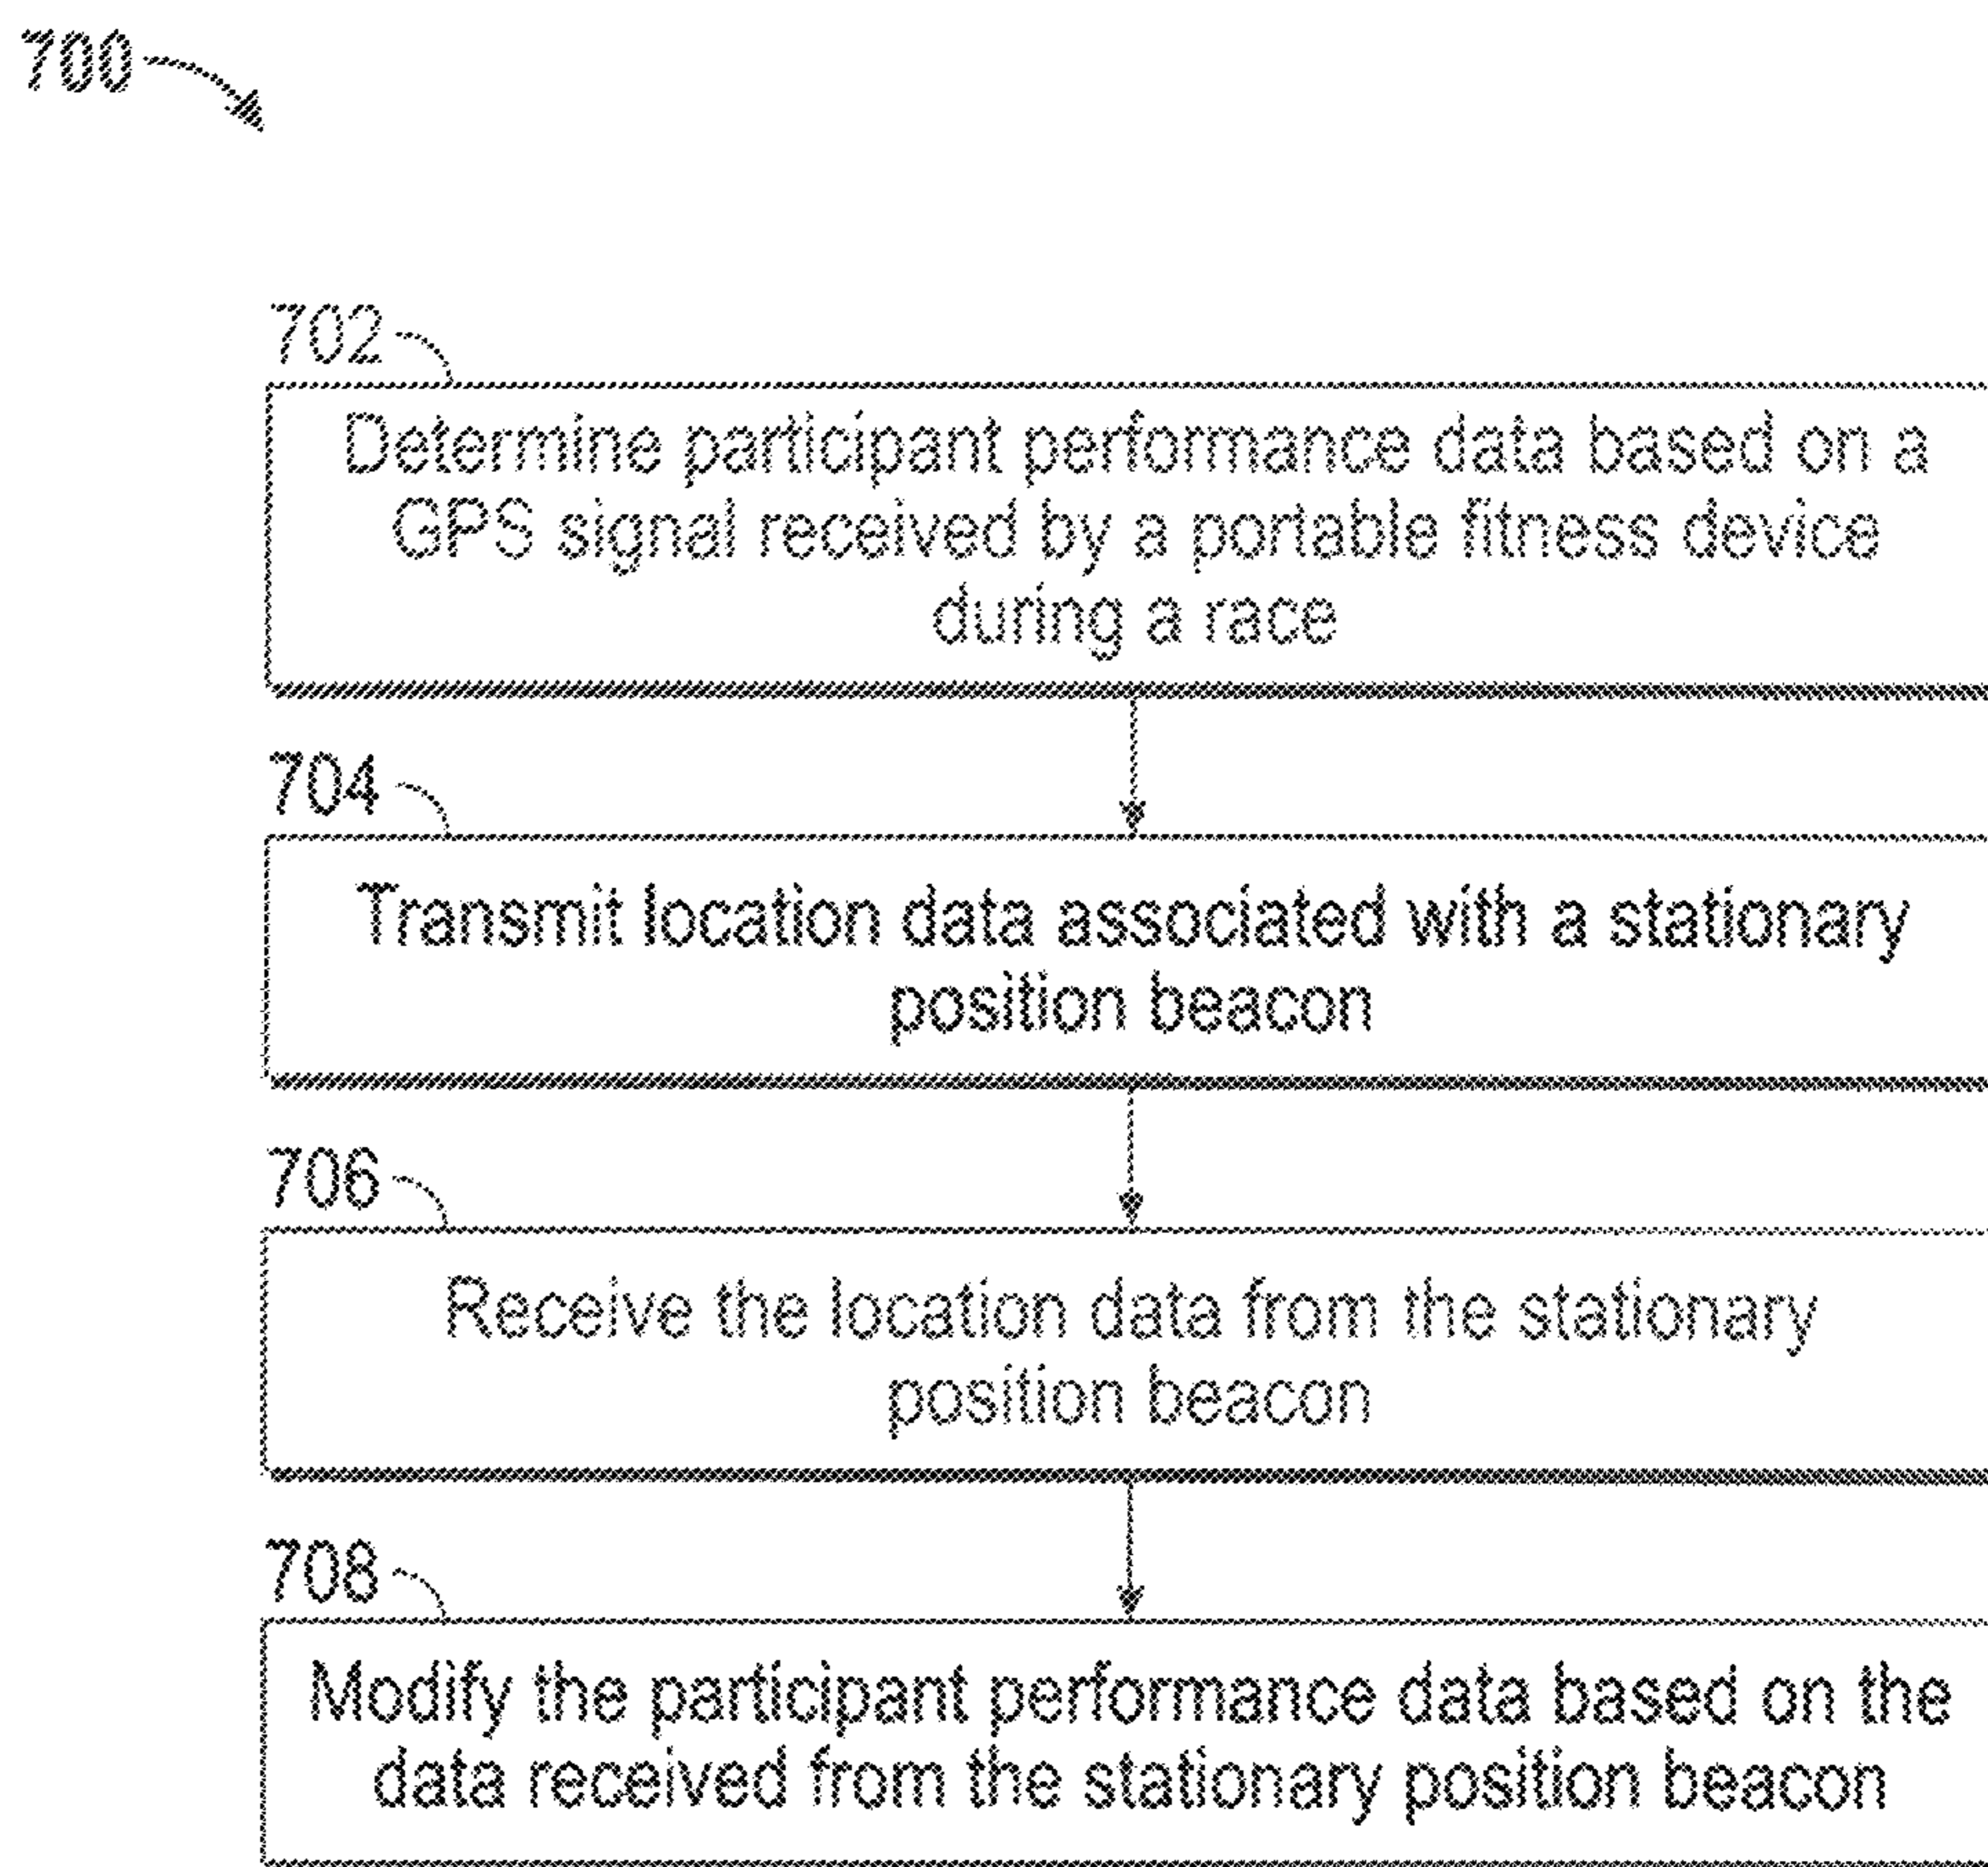 700
702
Determine participant performance data based on a
GPS signal received by a portable fitness device
during a race
704
Transmit location data associated with a stationary
position beacon
706
Receive the location data from the stationary
position beacon
708
Modify the participant performance data based on the
data received from the stationary position beacon